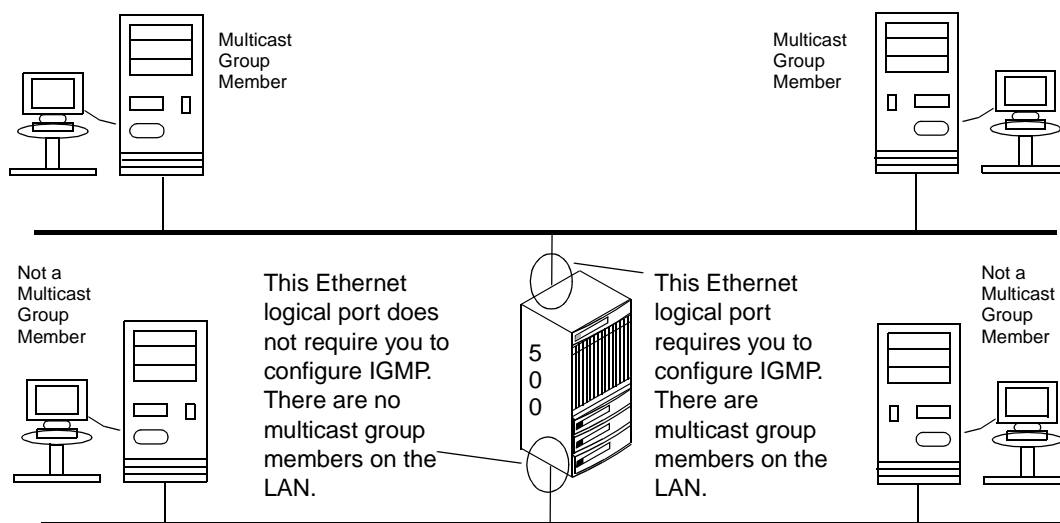 Multicast
Group
Member
Multicast
Group
Member
Not a
Multicast
Group
Member
This Ethernet
logical port does
not require you to
configure IGMP.
There are no
multicast group
members on the
LAN.
5
0
0
This Ethernet
logical port
requires you to
configure IGMP.
There are
multicast group
members on the
LAN.
Not a
Multicast
Group
Member